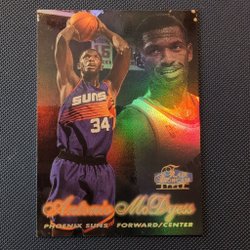 SUNS
34
Antonio McDyess
PHOENIX SUNS FORWARD/CENTER